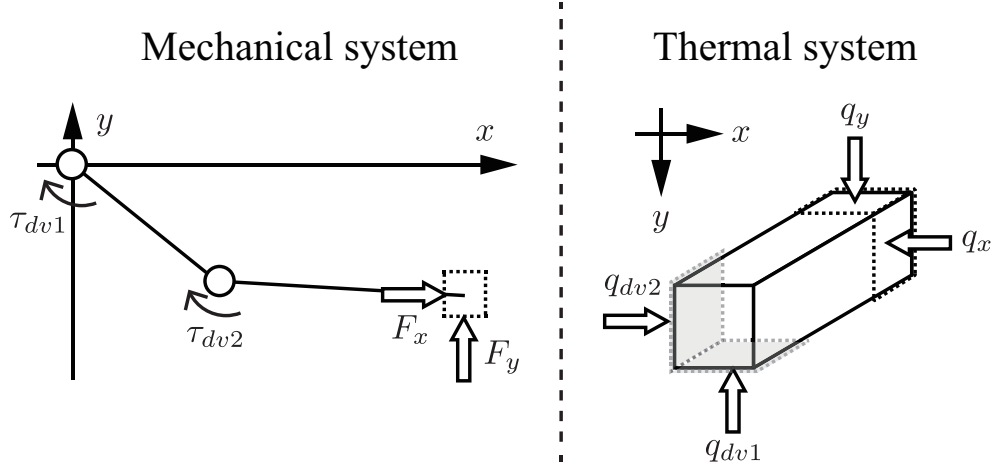 Mechanical system
y
x
τdv1
τdv2
Fx
Fy
Thermal system
x
y
qy
qx
qdv2
qdv1